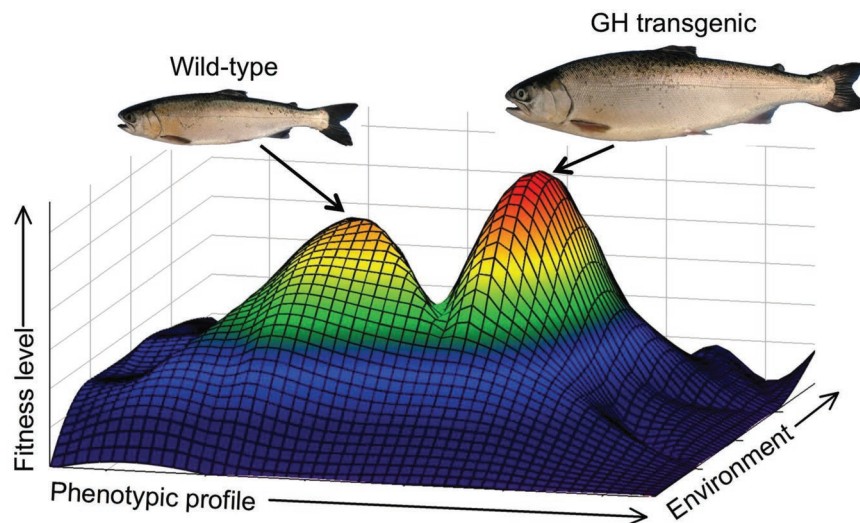 GH transgenic
Wild-type
Fitness level
Phenotypic profile
Environment